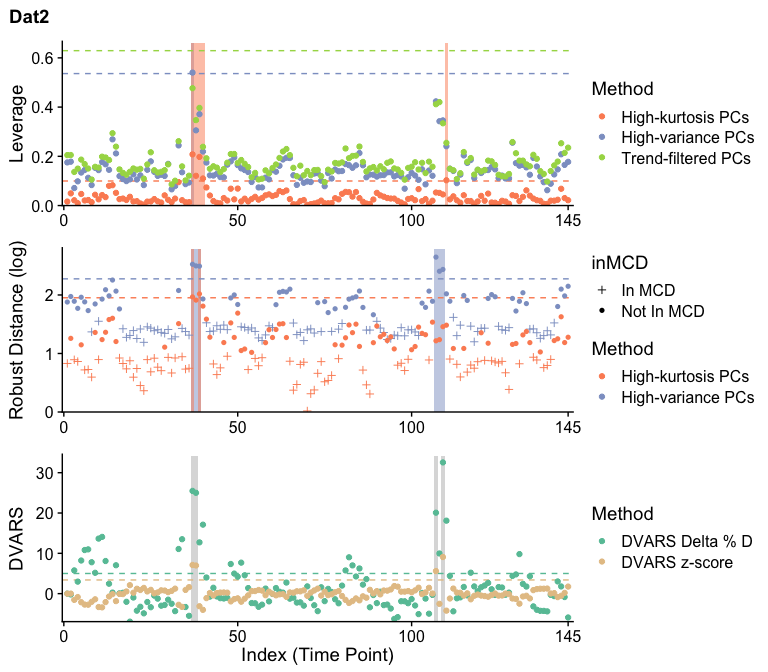 Dat2
Leverage
0.6
0.4
0.2
0.0
0
50
100
145
Method
High-kurtosis PCs
High-variance PCs
Trend-filtered PCs
Robust Distance (log)
2
1
0
0
50
100
145
inMCD
In MCD
Not In MCD
Method
High-kurtosis PCs
High-variance PCs
DVARS
30
20
10
0
0
50
100
145
Index (Time Point)
Method
DVARS Delta % D
DVARS z-score